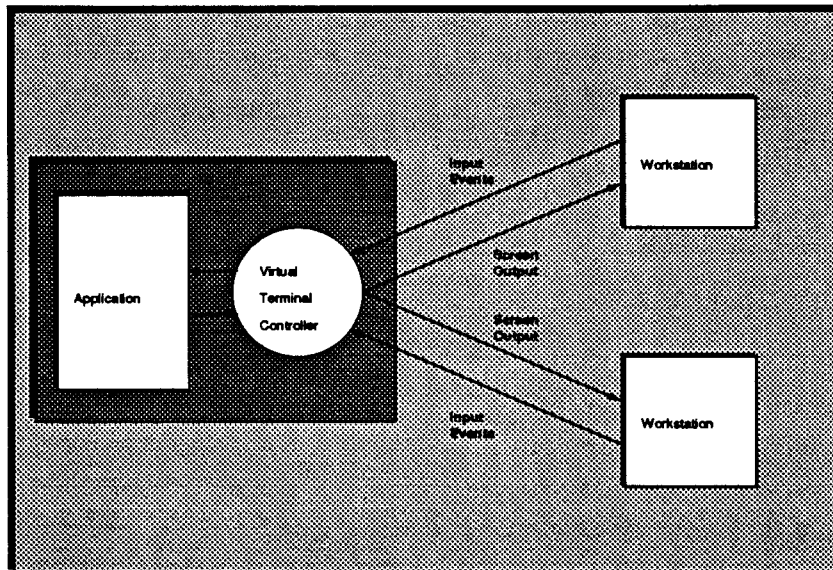 Input
Events
Workstation
Application
Virtual
Terminal
Controller
Screen
Output
Screen
Output
Workstation
Input
Events